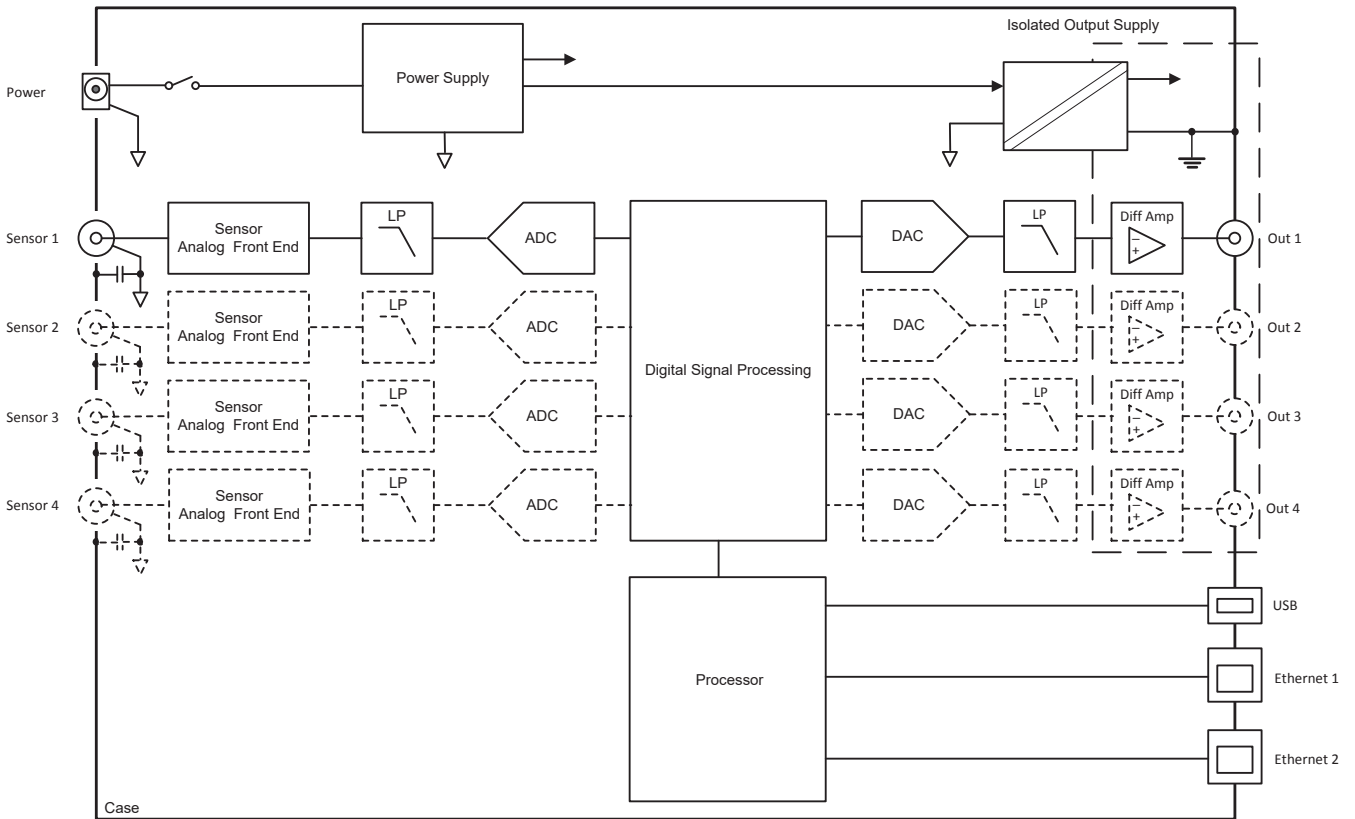 Isolated Output Supply
Power
Power Supply
Sensor 1
Sensor
Analog Front End
LP
ADC
Digital Signal Processing
DAC
LP
Diff Amp
−
+
Out 1
Sensor 2
Sensor
Analog Front End
LP
ADC
DAC
LP
Diff Amp
−
+
Out 2
Sensor 3
Sensor
Analog Front End
LP
ADC
DAC
LP
Diff Amp
−
+
Out 3
Sensor 4
Sensor
Analog Front End
LP
ADC
DAC
LP
Diff Amp
−
+
Out 4
Processor
USB
Ethernet 1
Ethernet 2
Case